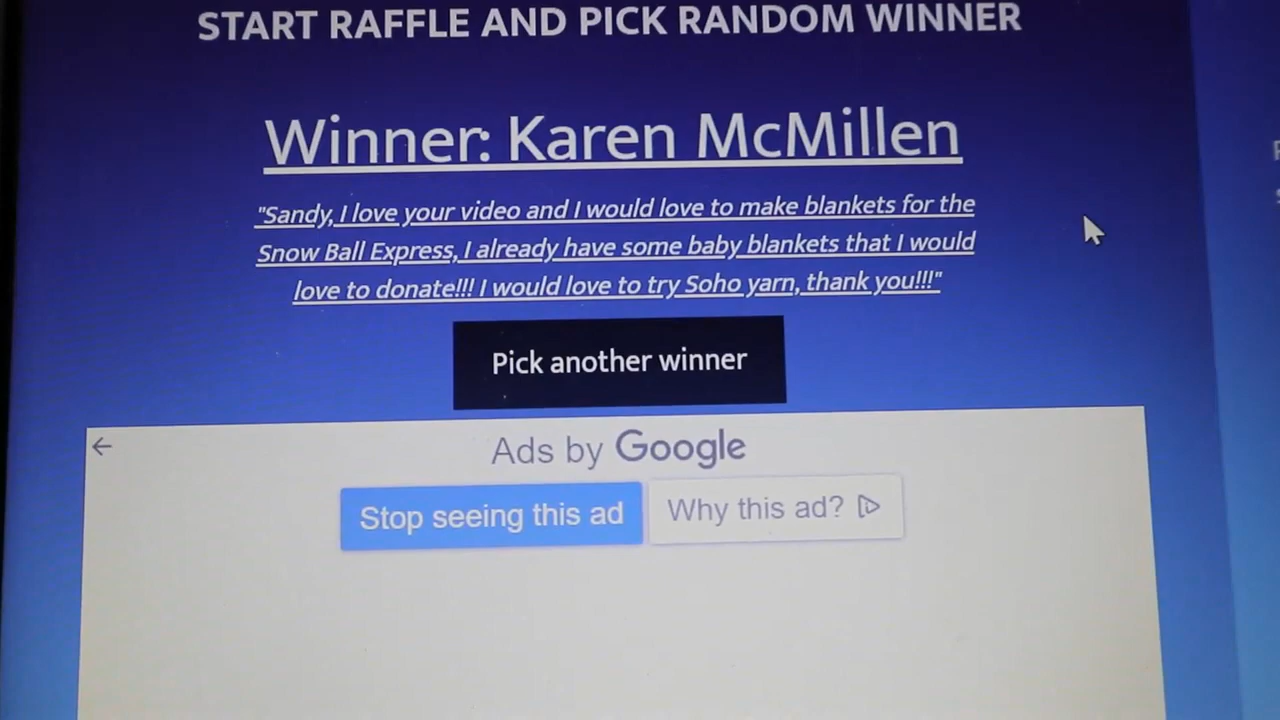 START RAFFLE AND PICK RANDOM WINNER
Winner: Karen McMillen
"Sandy, I love your video and I would love to make blankets for the
Snow Ball Express, I already have some baby blankets that I would
love to donate!!! I would love to try Soho yarn, thank you!!!"
Pick another winner
Ads by Google
Stop seeing this ad
Why this ad?